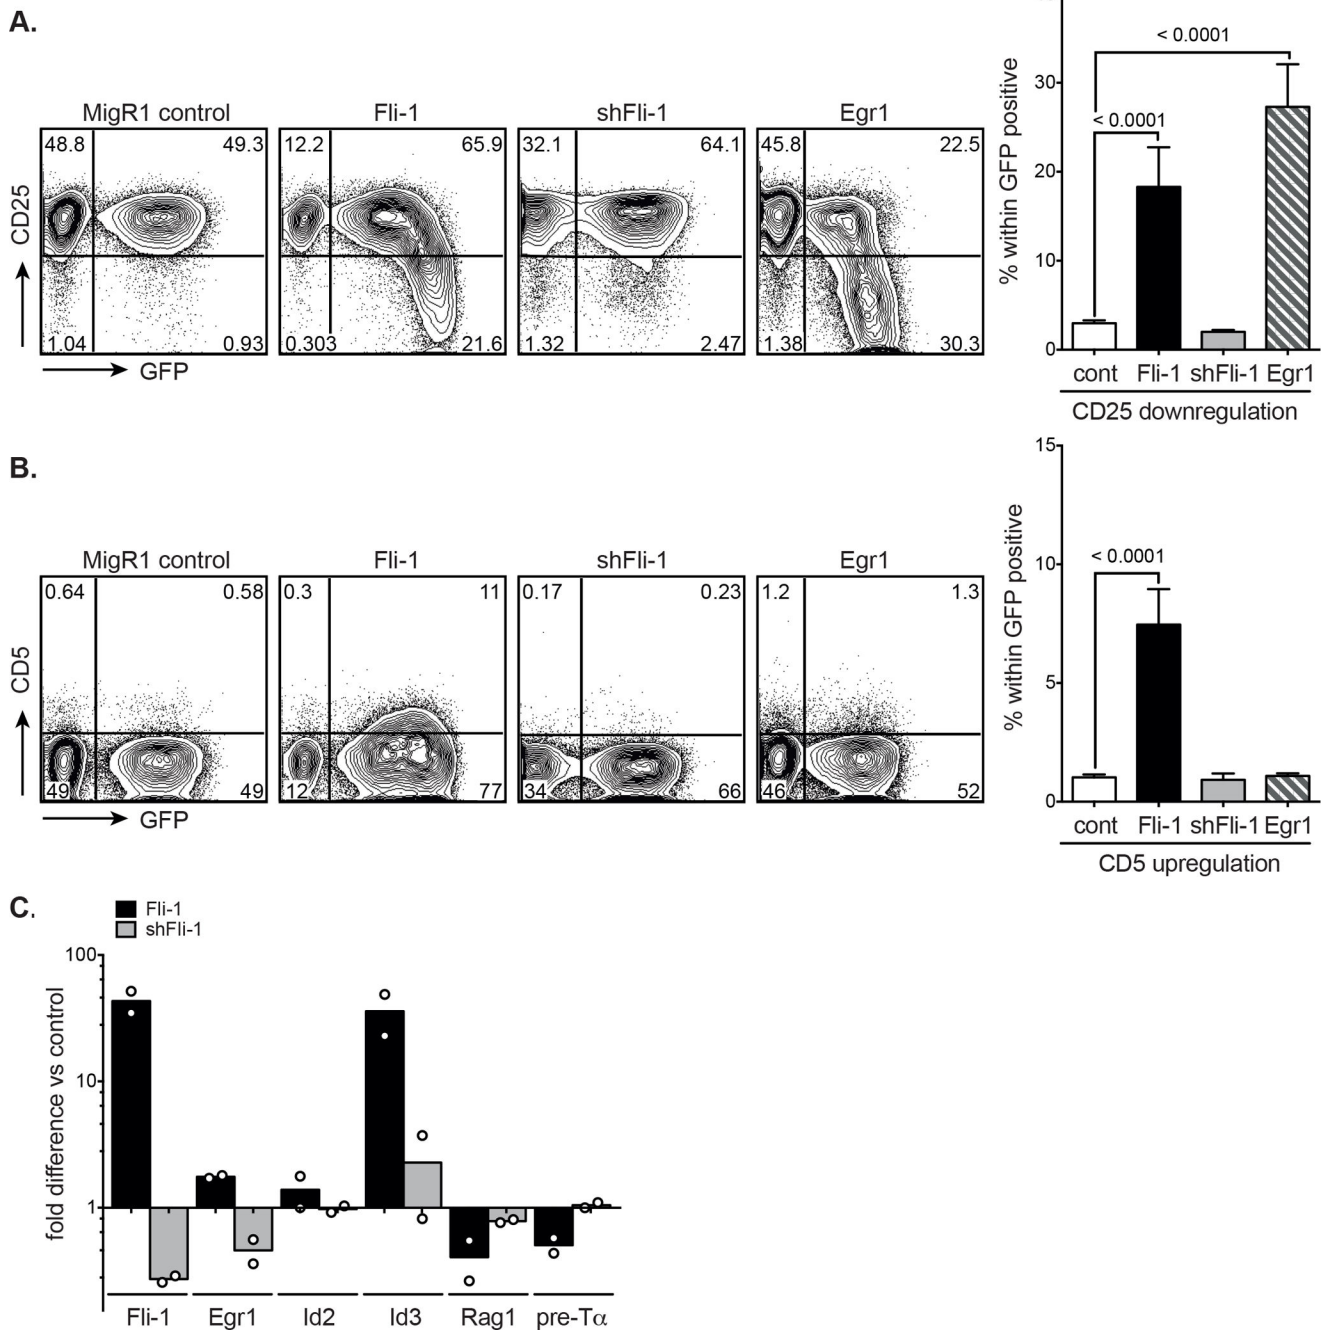 A.
MigR1 control
Fli-1
shFli-1
Egr1
48.8 49.3
12.2 65.9
32.1 64.1
45.8 22.5
1.04 0.93
0.303 21.6
1.32 2.47
1.38 30.3
CD25
GFP
% within GFP positive
< 0.0001
< 0.0001
30
20
10
0
cont Fli-1 shFli-1 Egr1
CD25 downregulation
B.
MigR1 control
Fli-1
shFli-1
Egr1
0.64 0.58
0.3 11
0.17 0.23
1.2 1.3
49 49
12 77
34 66
46 52
CD5
GFP
% within GFP positive
< 0.0001
15
10
5
0
cont Fli-1 shFli-1 Egr1
CD5 upregulation
C.
Fli-1
shFli-1
fold difference vs control
100
10
1
Fli-1 Egr1 Id2 Id3 Rag1 pre-Tα